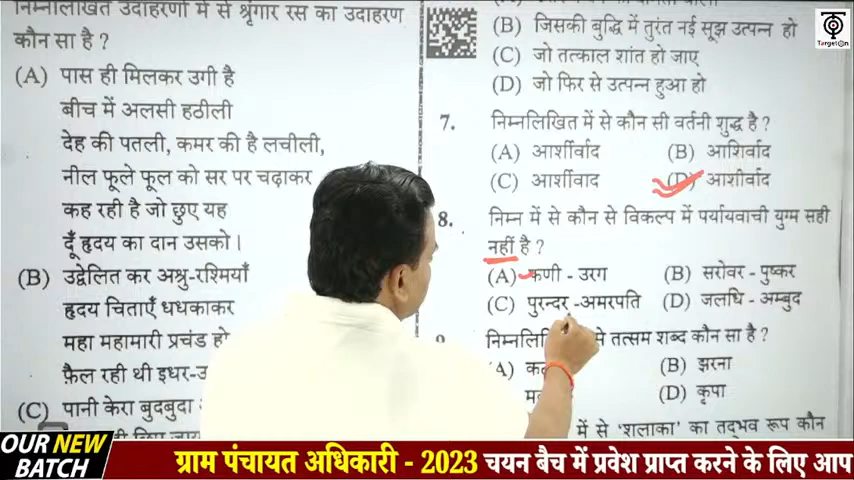 निम्नलिखित उदाहरणों में से श्रृंगार रस का उदाहरण
कौन सा है ?
(A) पास ही मिलकर उगी है
बीच में अलसी हठीली
देह की पतली, कमर की है लचीली,
नील फूले फूल को सर पर चढ़ाकर
कह रही है जो छुए यह
दूँ हृदय का दान उसको।
(B) उद्वेलित कर अश्रु-रश्मियाँ
हृदय चिताएँ धधकाकर
महा महामारी प्रचंड हो
फ़ैल रही थी इधर-उ
(C) पानी केरा बुदबुदा
(B) जिसकी बुद्धि में तुरंत नई सूझ उत्पन्न हो
(C) जो तत्काल शांत हो जाए
(D) जो फिर से उत्पन्न हुआ हो
7. निम्नलिखित में से कौन सी वर्तनी शुद्ध है ?
(A) आर्शीर्वाद (B) आशिर्वाद
(C) आर्शीवाद (D) आशीर्वाद
8. निम्न में से कौन से विकल्प में पर्यायवाची युग्म सही
नहीं है ?
(A) फणी - उरग (B) सरोवर - पुष्कर
(C) पुरन्दर -अमरपति (D) जलधि - अम्बुद
निम्नलि से तत्सम शब्द कौन सा है ?
(B) झरना
(D) कृपा
में से 'शलाका' का तद्भव रूप कौन
Target@n
OUR NEW
BATCH
ग्राम पंचायत अधिकारी - 2023 चयन बैच में प्रवेश प्राप्त करने के लिए आप